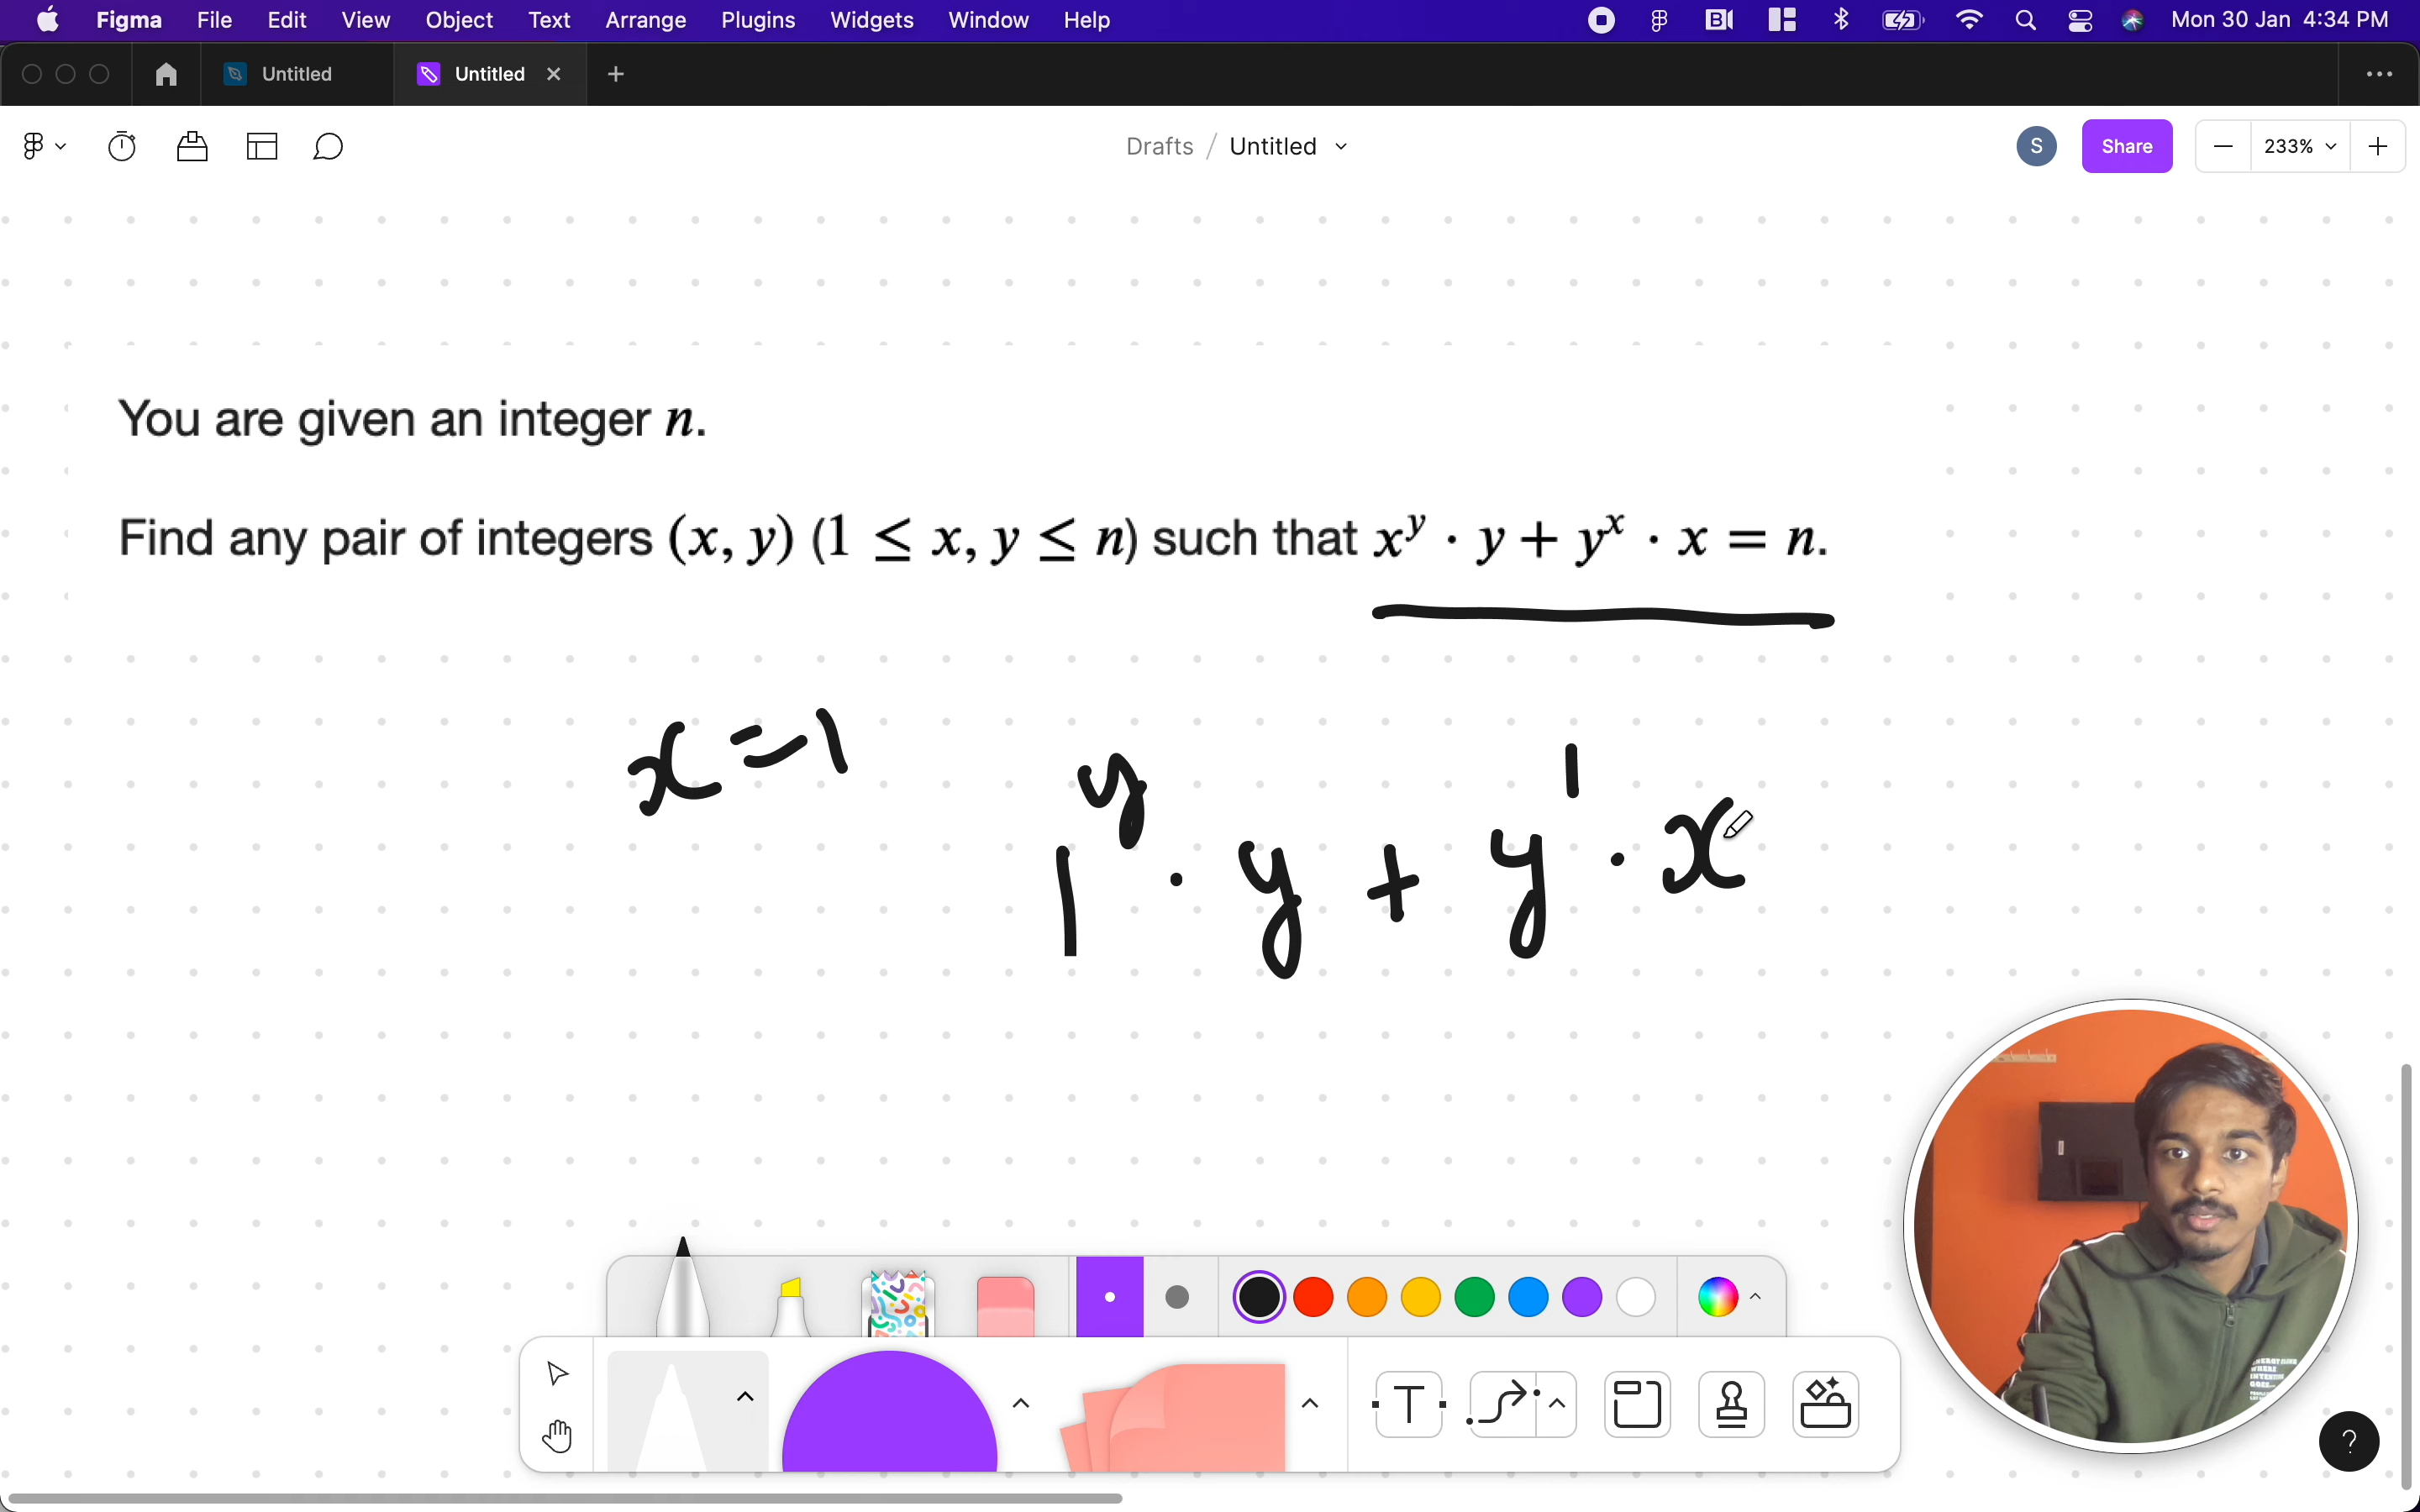 Figma File Edit View Object Text Arrange Plugins Widgets Window Help Mon 30 Jan 4:34 PM
Untitled Untitled
Drafts / Untitled S Share 233%
You are given an integer n.
Find any pair of integers (x, y) (1 ≤ x, y ≤ n) such that x^y · y + y^x · x = n.
x = 1
1^y · y + y^1 · x
T
?